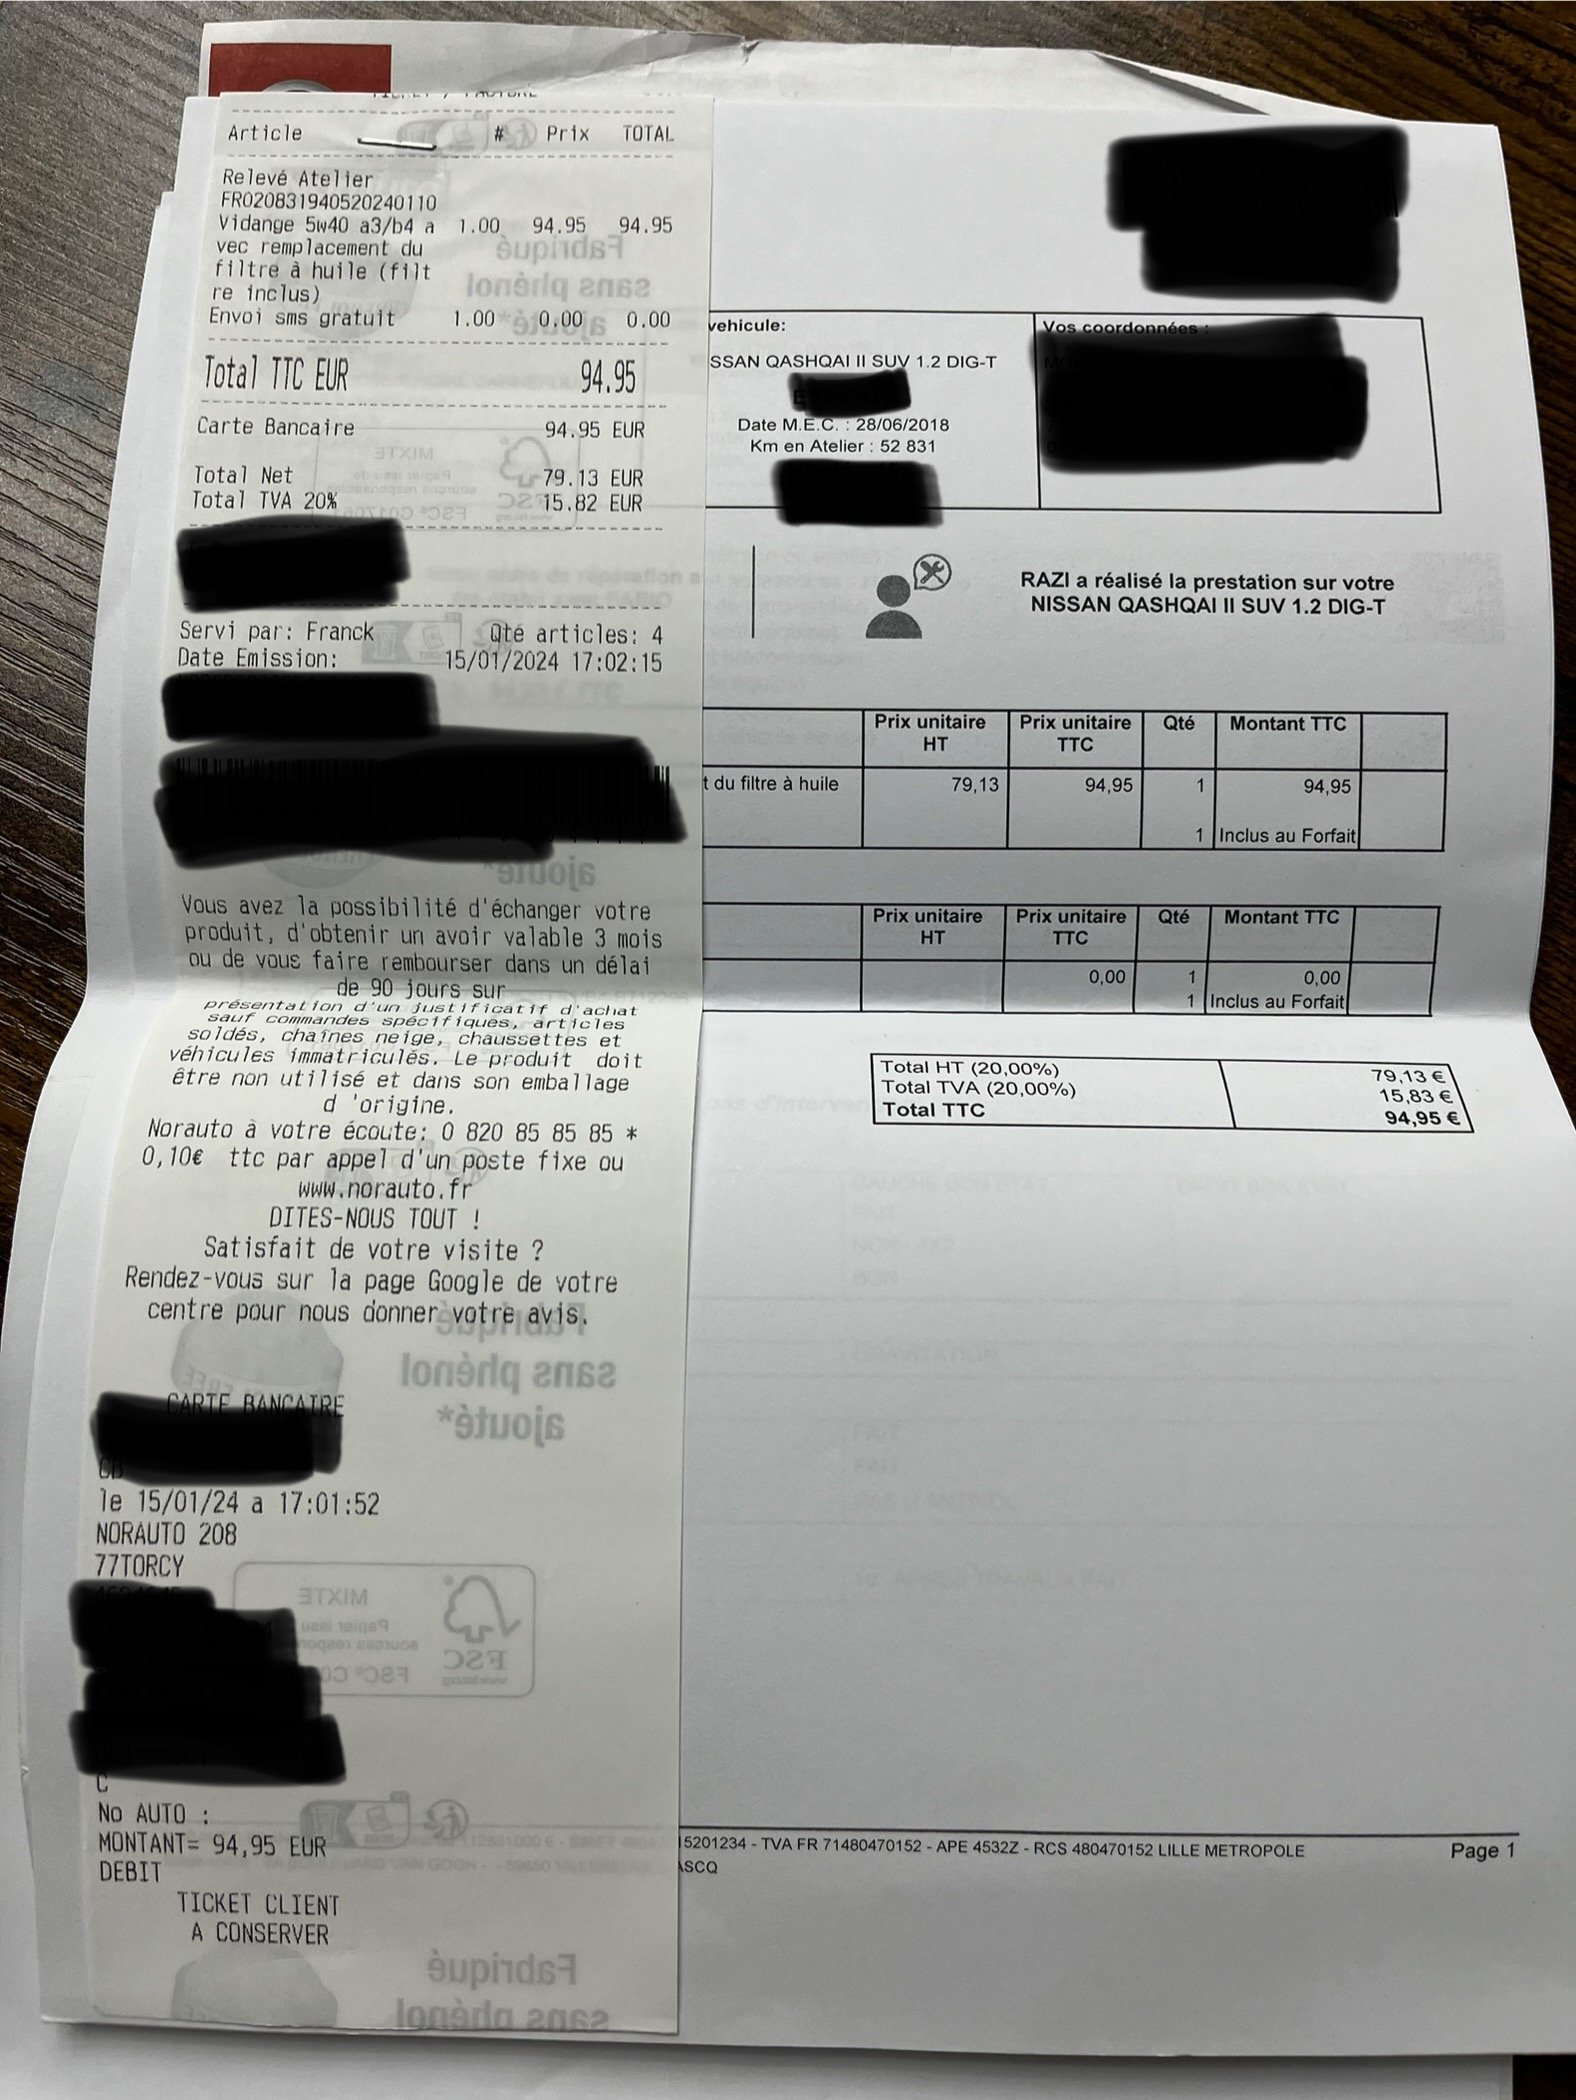 Article # Prix TOTAL
Relevé Atelier
FR020831940520240110
Vidange 5w40 a3/b4 a 1.00 94.95 94.95
vec remplacement du
filtre à huile (filt
re inclus)
Envoi sms gratuit 1.00 0.00 0.00
Total TTC EUR 94.95
Carte Bancaire 94.95 EUR
Total Net 79.13 EUR
Total TVA 20% 15.82 EUR
Servi par: Franck Qté articles: 4
Date Emission: 15/01/2024 17:02:15
Vous avez la possibilité d'échanger votre
produit, d'obtenir un avoir valable 3 mois
ou de vous faire rembourser dans un délai
de 90 jours sur
présentation d'un justificatif d'achat
sauf commandes spécifiques, articles
soldés, chaînes neige, chaussettes et
véhicules immatriculés. Le produit doit
être non utilisé et dans son emballage
d 'origine.
Norauto à votre écoute: 0 820 85 85 85 *
0,10€ ttc par appel d'un poste fixe ou
www.norauto.fr
DITES-NOUS TOUT !
Satisfait de votre visite ?
Rendez-vous sur la page Google de votre
centre pour nous donner votre avis.
CARTE BANCAIRE
CB
le 15/01/24 a 17:01:52
NORAUTO 208
77TORCY
C
No AUTO :
MONTANT= 94,95 EUR
DEBIT
TICKET CLIENT
A CONSERVER
Fabriqué
sans phénol
ajouté*
MIXTE
FSC
vehicule:
SSAN QASHQAI II SUV 1.2 DIG-T
Date M.E.C. : 28/06/2018
Km en Atelier : 52 831
Vos coordonnées :
RAZI a réalisé la prestation sur votre
NISSAN QASHQAI II SUV 1.2 DIG-T
Prix unitaire HT Prix unitaire TTC Qté Montant TTC
t du filtre à huile 79,13 94,95 1 94,95
1 Inclus au Forfait
Prix unitaire HT Prix unitaire TTC Qté Montant TTC
0,00 1 0,00
1 Inclus au Forfait
Total HT (20,00%) 79,13 €
Total TVA (20,00%) 15,83 €
Total TTC 94,95 €
15201234 - TVA FR 71480470152 - APE 4532Z - RCS 480470152 LILLE METROPOLE
ASCQ
Page 1